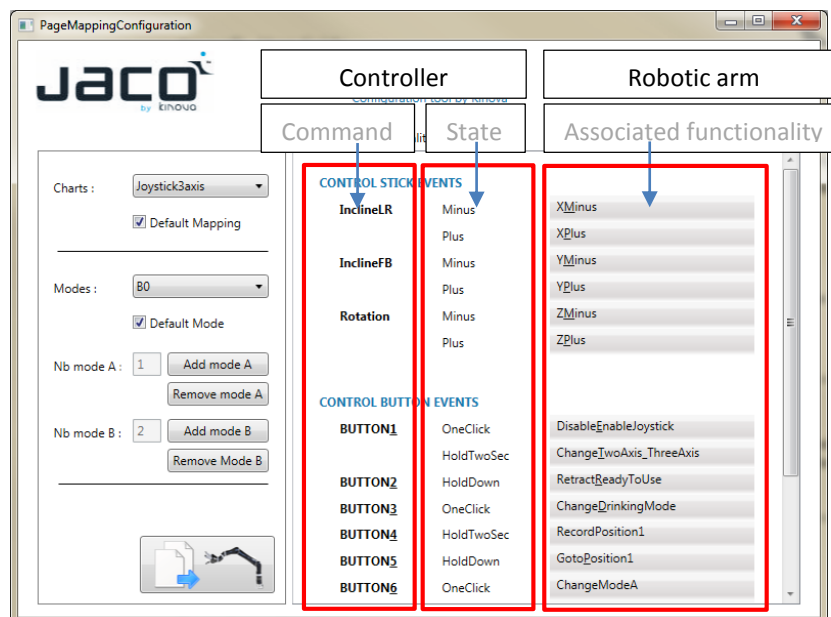 PageMappingConfiguration
JACO
by KINOVA
Controller Robotic arm
Configuration tool by Kinova
Command State Associated functionality
Charts : Joystick3axis
Default Mapping
Modes : B0
Default Mode
Nb mode A : 1 Add mode A
Remove mode A
Nb mode B : 2 Add mode B
Remove Mode B
CONTROL STICK EVENTS
InclineLR Minus XMinus
Plus XPlus
InclineFB Minus YMinus
Plus YPlus
Rotation Minus ZMinus
Plus ZPlus
CONTROL BUTTON EVENTS
BUTTON1 OneClick DisableEnableJoystick
HoldTwoSec ChangeTwoAxis_ThreeAxis
BUTTON2 HoldDown RetractReadyToUse
BUTTON3 OneClick ChangeDrinkingMode
BUTTON4 HoldTwoSec RecordPosition1
BUTTON5 HoldDown GotoPosition1
BUTTON6 OneClick ChangeModeA